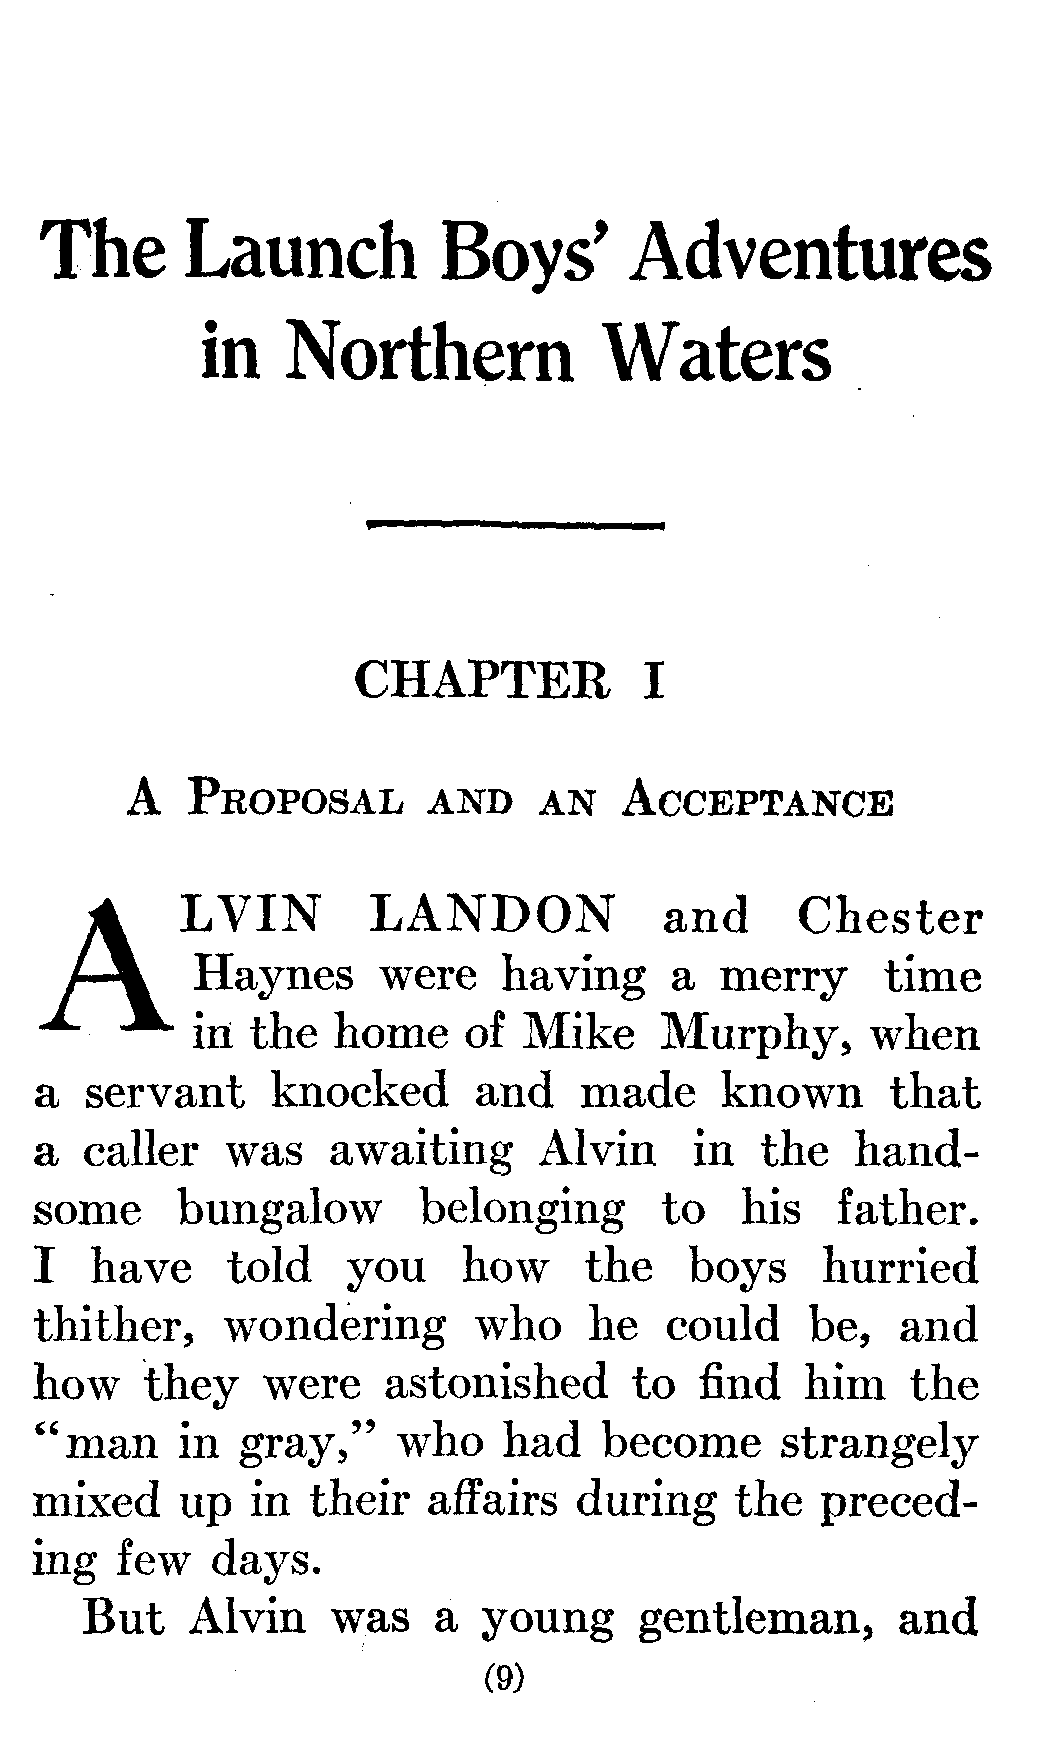 The Launch Boys' Adventures
in Northern Waters
CHAPTER I
A PROPOSAL AND AN ACCEPTANCE
ALVIN LANDON and Chester
Haynes were having a merry time
in the home of Mike Murphy, when
a servant knocked and made known that
a caller was awaiting Alvin in the hand-
some bungalow belonging to his father.
I have told you how the boys hurried
thither, wondering who he could be, and
how they were astonished to find him the
“man in gray,” who had become strangely
mixed up in their affairs during the preced-
ing few days.
But Alvin was a young gentleman, and
(9)